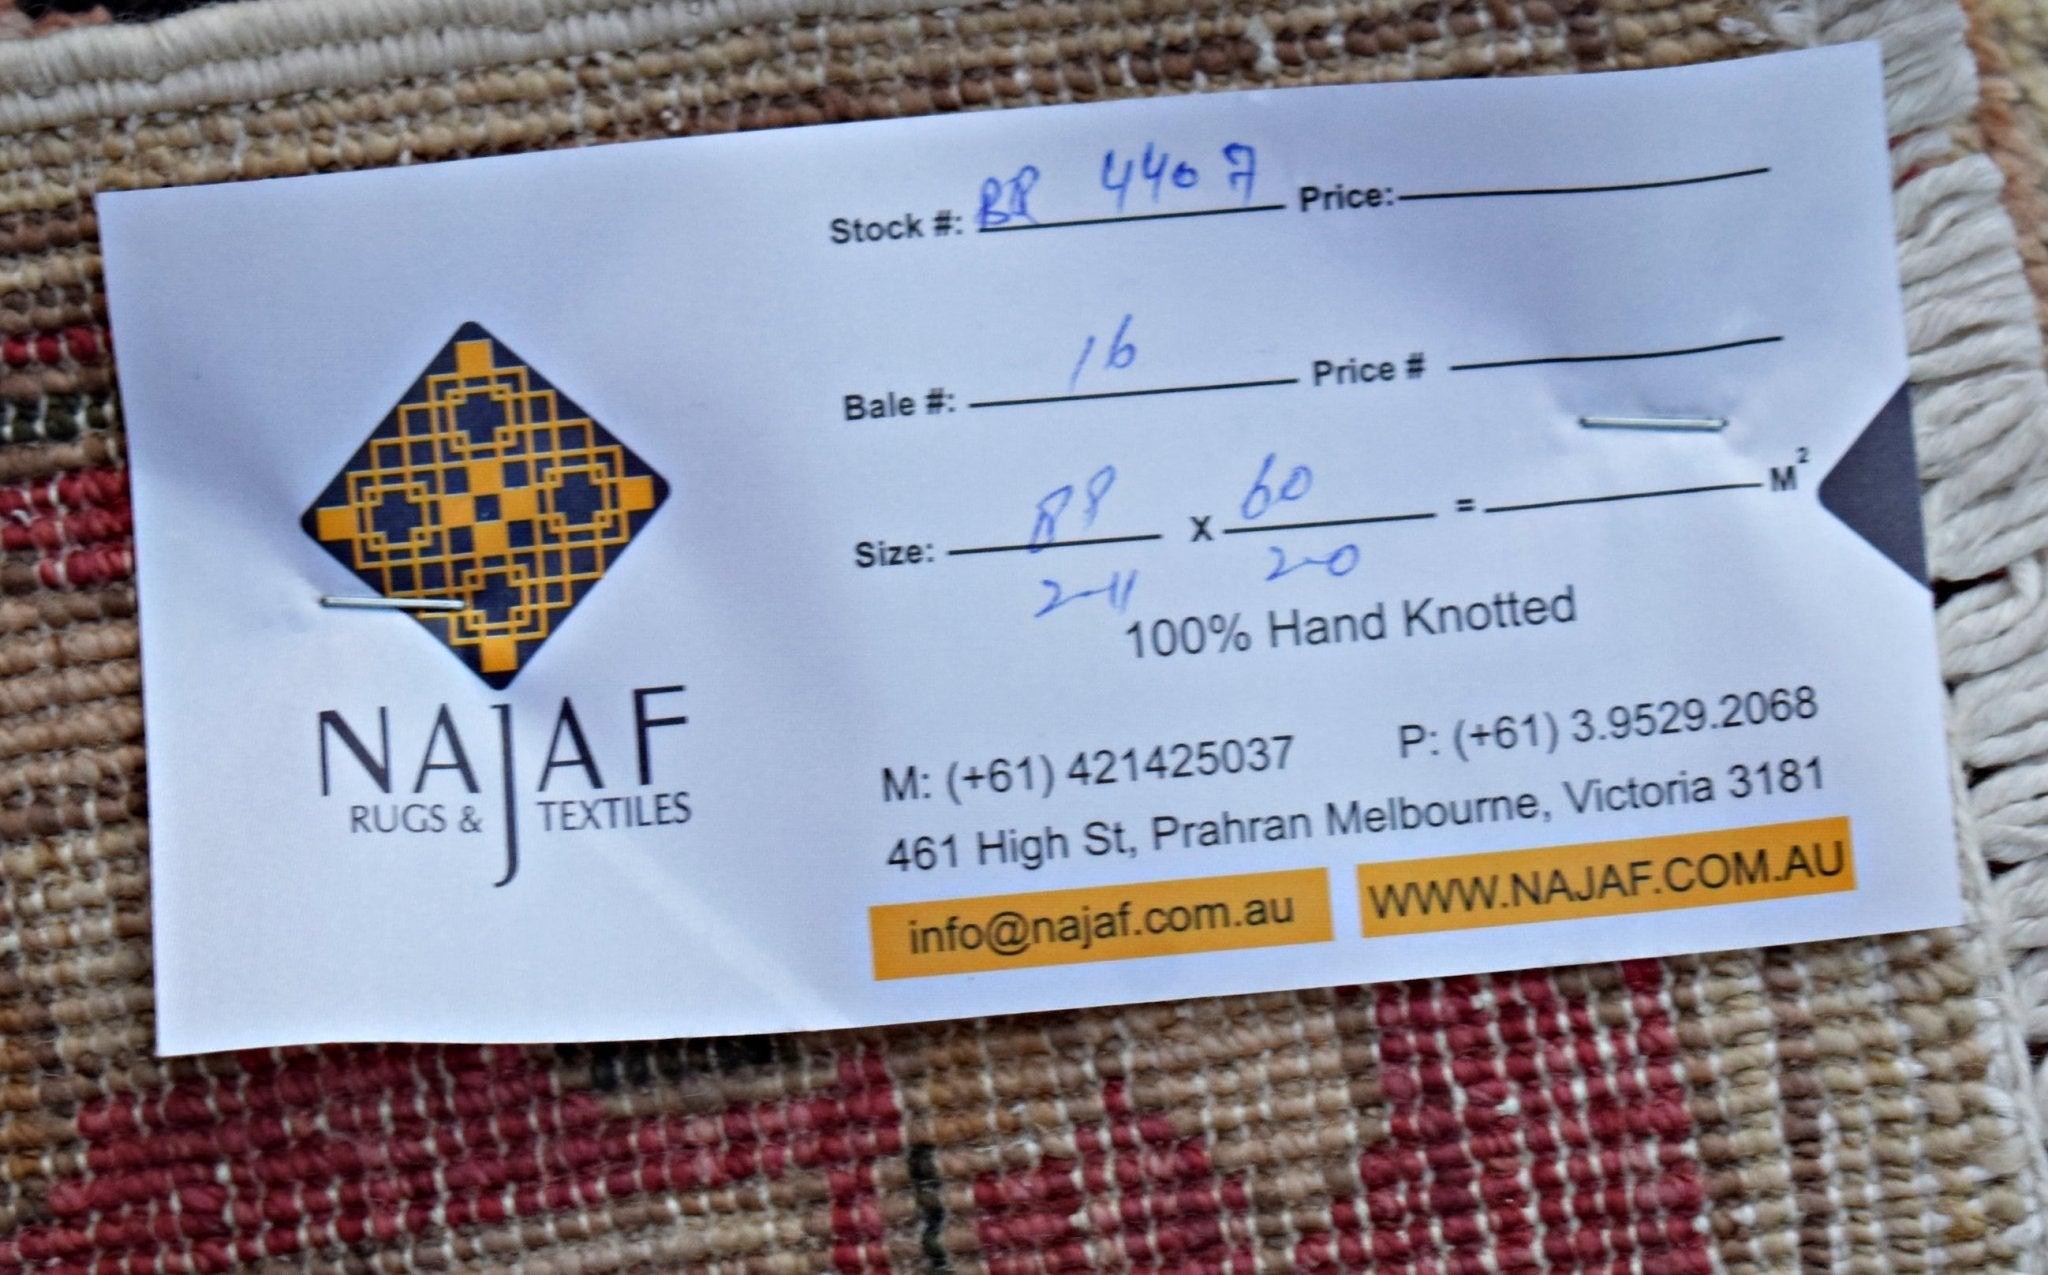 Stock #: BR 4407 Price:
Bale #: 16 Price #
Size: 88 x 60 = M²
2-11 2-0
100% Hand Knotted
NAJAF
RUGS & TEXTILES
M: (+61) 421425037 P: (+61) 3.9529.2068
461 High St, Prahran Melbourne, Victoria 3181
info@najaf.com.au WWW.NAJAF.COM.AU